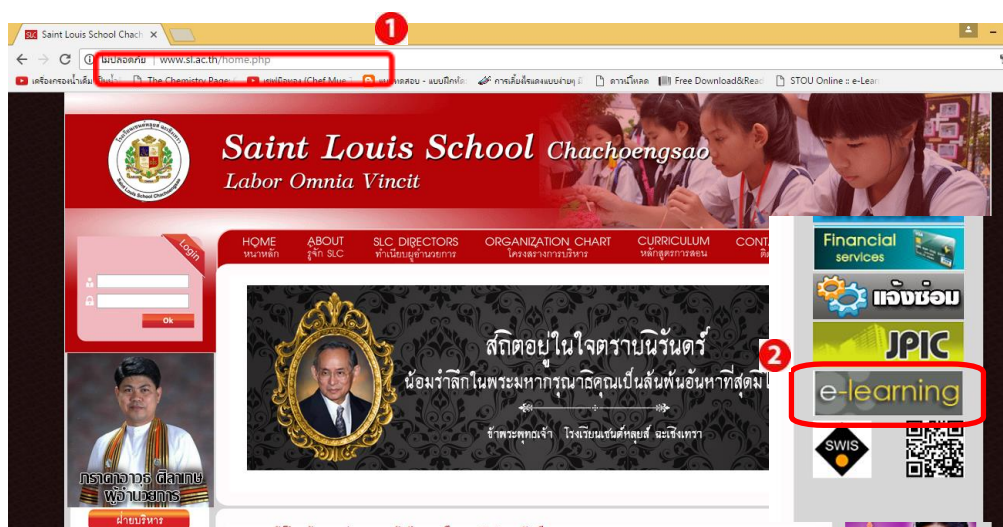 Saint Louis School Chach
1
ไม่ปลอดภัย | www.sl.ac.th/home.php
The Chemistry Page
(Chef Mue
ดาวน์โหลด
Free Download&Read
STOU Online :: e-Lear
Saint Louis School Chachoengsao
Labor Omnia Vincit
Login
Ok
HOME ABOUT SLC DIRECTORS ORGANIZATION CHART CURRICULUM CONT
หน้าหลัก รู้จัก SLC ทำเนียบผู้อำนวยการ โครงสร้างการบริหาร หลักสูตรการสอน ติ
สถิตอยู่ในใจตราบนิรันดร์
น้อมรำลึกในพระมหากรุณาธิคุณเป็นล้นพ้นอันหาที่สุดมิไ
ข้าพระพุทธเจ้า โรงเรียนเซนต์หลุยส์ ฉะเชิงเทรา
ผู้อำนวยการ
ฝ่ายบริหาร
Financial
services
แจ้งซ่อม
JPIC
2
e-learning
SWIS